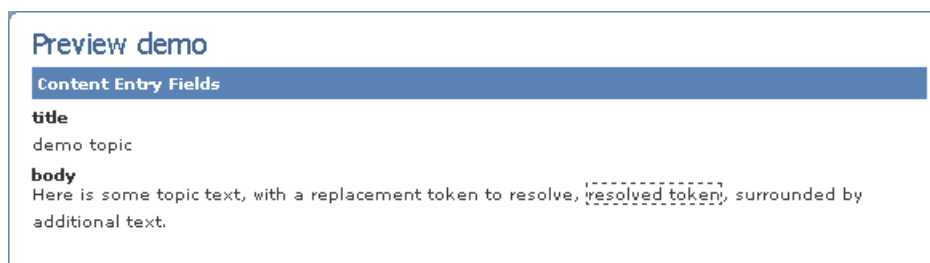 Preview demo
Content Entry Fields
title
demo topic
body
Here is some topic text, with a replacement token to resolve, resolved token, surrounded by
additional text.